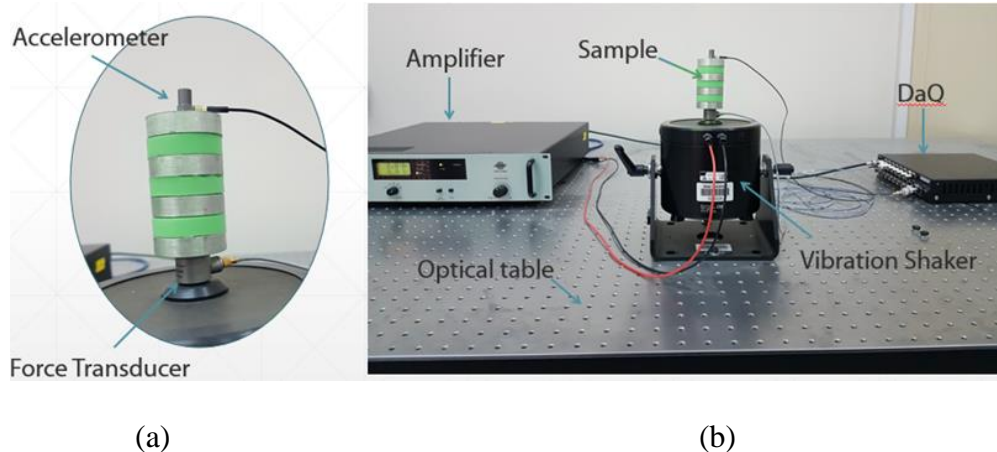 Accelerometer
Force Transducer
Amplifier
Sample
DaQ
Optical table
Vibration Shaker
(a)
(b)